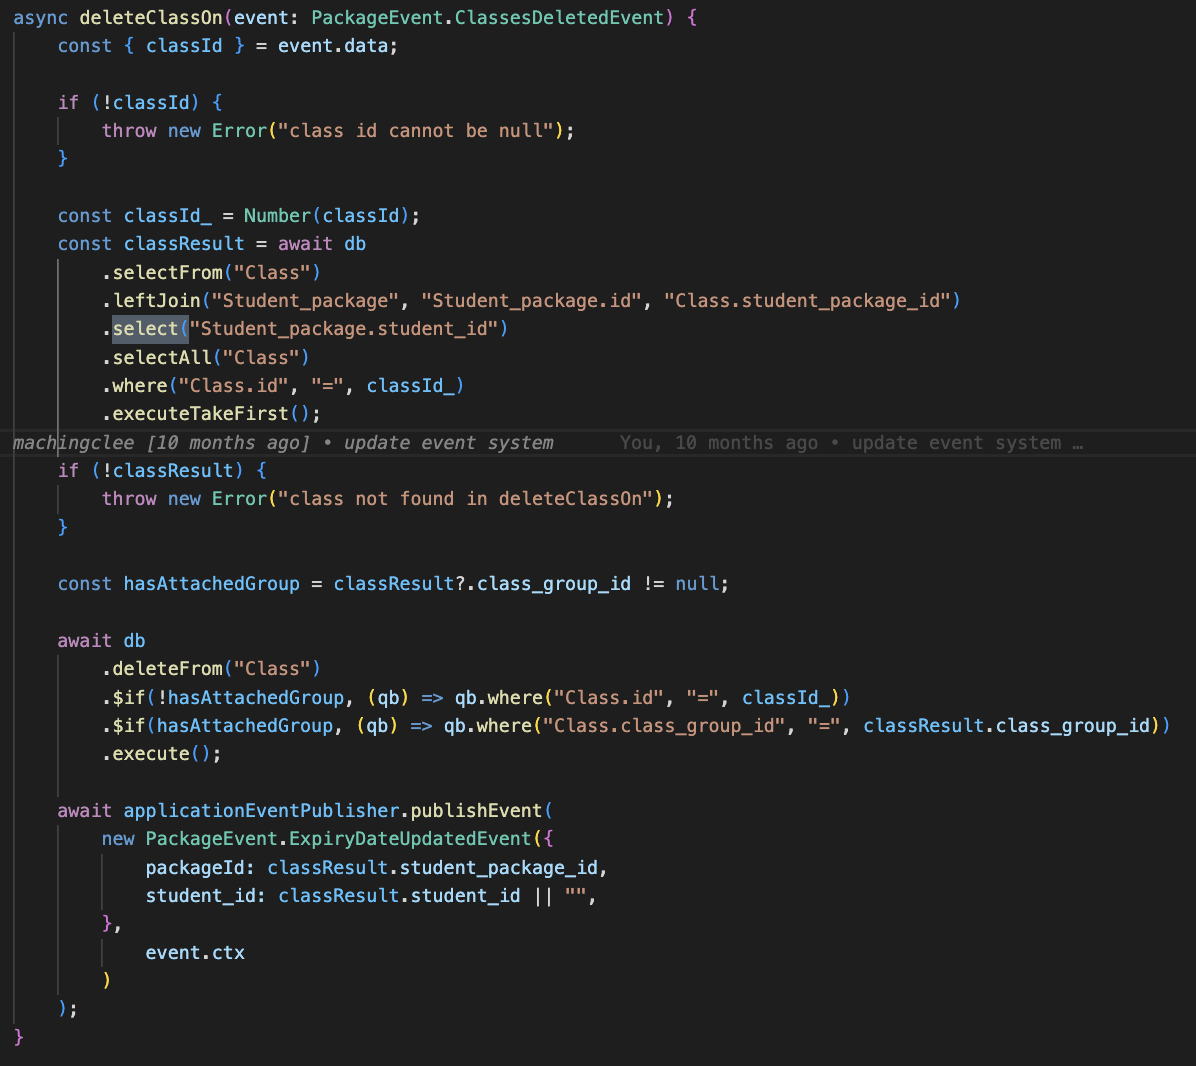 async deleteClassOn(event: PackageEvent.ClassesDeletedEvent) {
    const { classId } = event.data;

    if (!classId) {
        throw new Error("class id cannot be null");
    }

    const classId_ = Number(classId);
    const classResult = await db
        .selectFrom("Class")
        .leftJoin("Student_package", "Student_package.id", "Class.student_package_id")
        .select("Student_package.student_id")
        .selectAll("Class")
        .where("Class.id", "=", classId_)
        .executeTakeFirst();
machingclee [10 months ago] • update event system      You, 10 months ago • update event system …
    if (!classResult) {
        throw new Error("class not found in deleteClassOn");
    }

    const hasAttachedGroup = classResult?.class_group_id != null;

    await db
        .deleteFrom("Class")
        .$if(!hasAttachedGroup, (qb) => qb.where("Class.id", "=", classId_))
        .$if(hasAttachedGroup, (qb) => qb.where("Class.class_group_id", "=", classResult.class_group_id))
        .execute();

    await applicationEventPublisher.publishEvent(
        new PackageEvent.ExpiryDateUpdatedEvent({
            packageId: classResult.student_package_id,
            student_id: classResult.student_id || "",
        },
            event.ctx
        )
    );
}